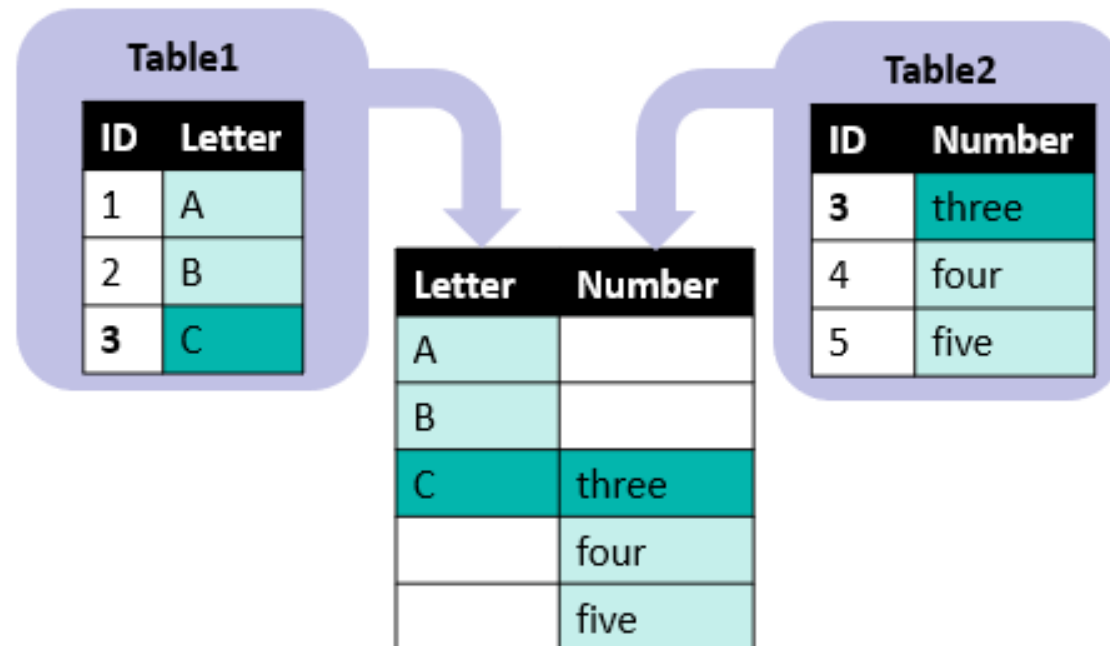 Table1
ID Letter
1 A
2 B
3 C
Table2
ID Number
3 three
4 four
5 five
Letter Number
A
B
C three
four
five